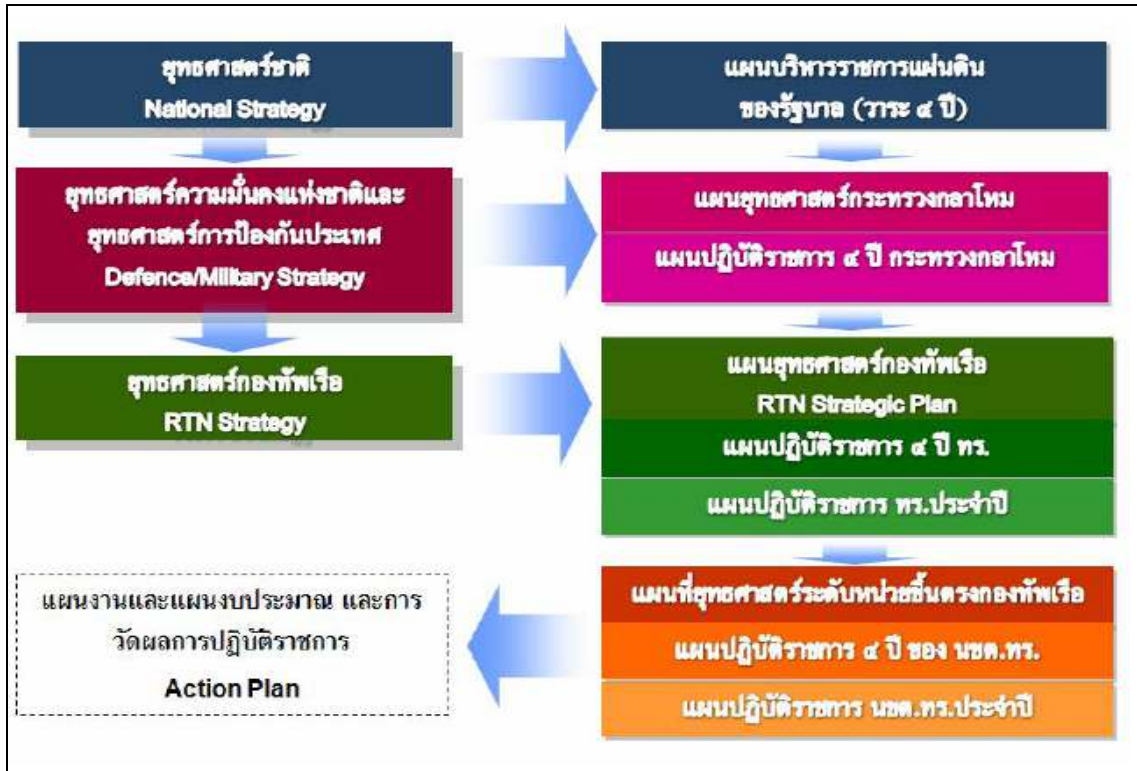 ยุทธศาสตร์ชาติ
National Strategy
แผนบริหารราชการแผ่นดิน
ของรัฐบาล (วาระ ๔ ปี)
ยุทธศาสตร์ความมั่นคงแห่งชาติและ
ยุทธศาสตร์การป้องกันประเทศ
Defence/Military Strategy
แผนยุทธศาสตร์กระทรวงกลาโหม
แผนปฏิบัติราชการ ๔ ปี กระทรวงกลาโหม
ยุทธศาสตร์กองทัพเรือ
RTN Strategy
แผนยุทธศาสตร์กองทัพเรือ
RTN Strategic Plan
แผนปฏิบัติราชการ ๔ ปี ทร.
แผนปฏิบัติราชการ ทร.ประจำปี
แผนงานและแผนงบประมาณ และการ
วัดผลการปฏิบัติราชการ
Action Plan
แผนที่ยุทธศาสตร์ระดับหน่วยขึ้นตรงกองทัพเรือ
แผนปฏิบัติราชการ ๔ ปี ของ นขต.ทร.
แผนปฏิบัติราชการ นขต.ทร.ประจำปี